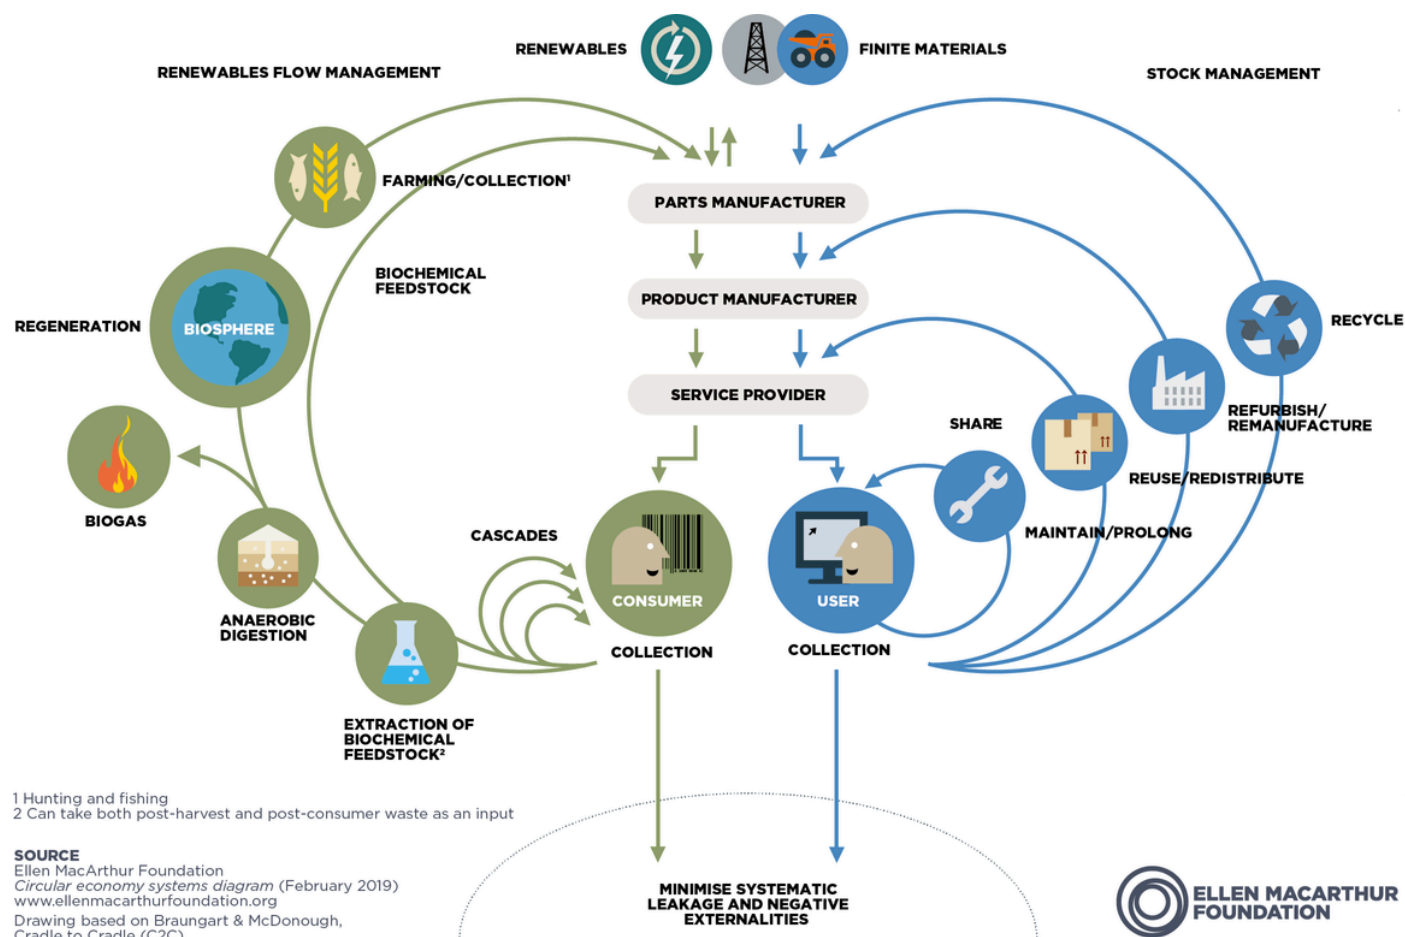 RENEWABLES
FINITE MATERIALS
RENEWABLES FLOW MANAGEMENT
STOCK MANAGEMENT
FARMING/COLLECTION¹
PARTS MANUFACTURER
BIOCHEMICAL
FEEDSTOCK
PRODUCT MANUFACTURER
REGENERATION
BIOSPHERE
RECYCLE
SERVICE PROVIDER
SHARE
REFURBISH/
REMANUFACTURE
REUSE/REDISTRIBUTE
BIOGAS
CASCADES
MAINTAIN/PROLONG
CONSUMER
USER
ANAEROBIC
DIGESTION
COLLECTION
COLLECTION
EXTRACTION OF
BIOCHEMICAL
FEEDSTOCK²
1 Hunting and fishing
2 Can take both post-harvest and post-consumer waste as an input
SOURCE
Ellen MacArthur Foundation
Circular economy systems diagram (February 2019)
www.ellenmacarthurfoundation.org
Drawing based on Braungart & McDonough,
Cradle to Cradle (C2C)
MINIMISE SYSTEMATIC
LEAKAGE AND NEGATIVE
EXTERNALITIES
ELLEN MACARTHUR
FOUNDATION